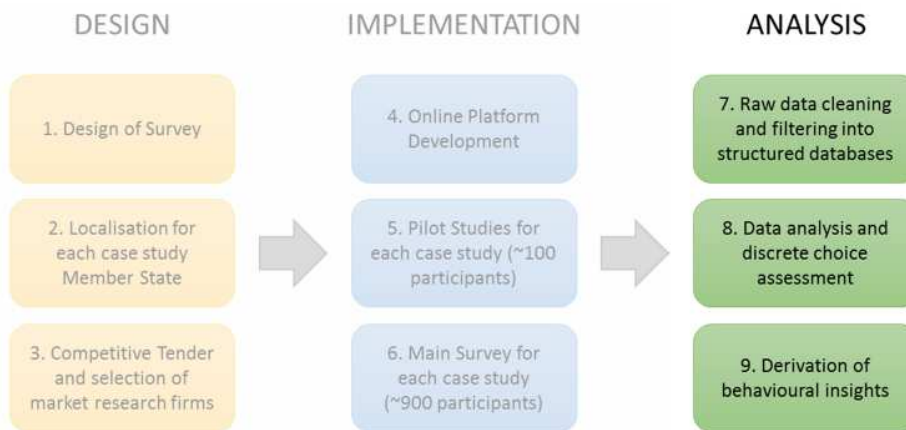 DESIGN
1. Design of Survey
2. Localisation for
each case study
Member State
3. Competitive Tender
and selection of
market research firms
IMPLEMENTATION
4. Online Platform
Development
5. Pilot Studies for
each case study (~100
participants)
6. Main Survey for
each case study
(~900 participants)
ANALYSIS
7. Raw data cleaning
and filtering into
structured databases
8. Data analysis and
discrete choice
assessment
9. Derivation of
behavioural insights